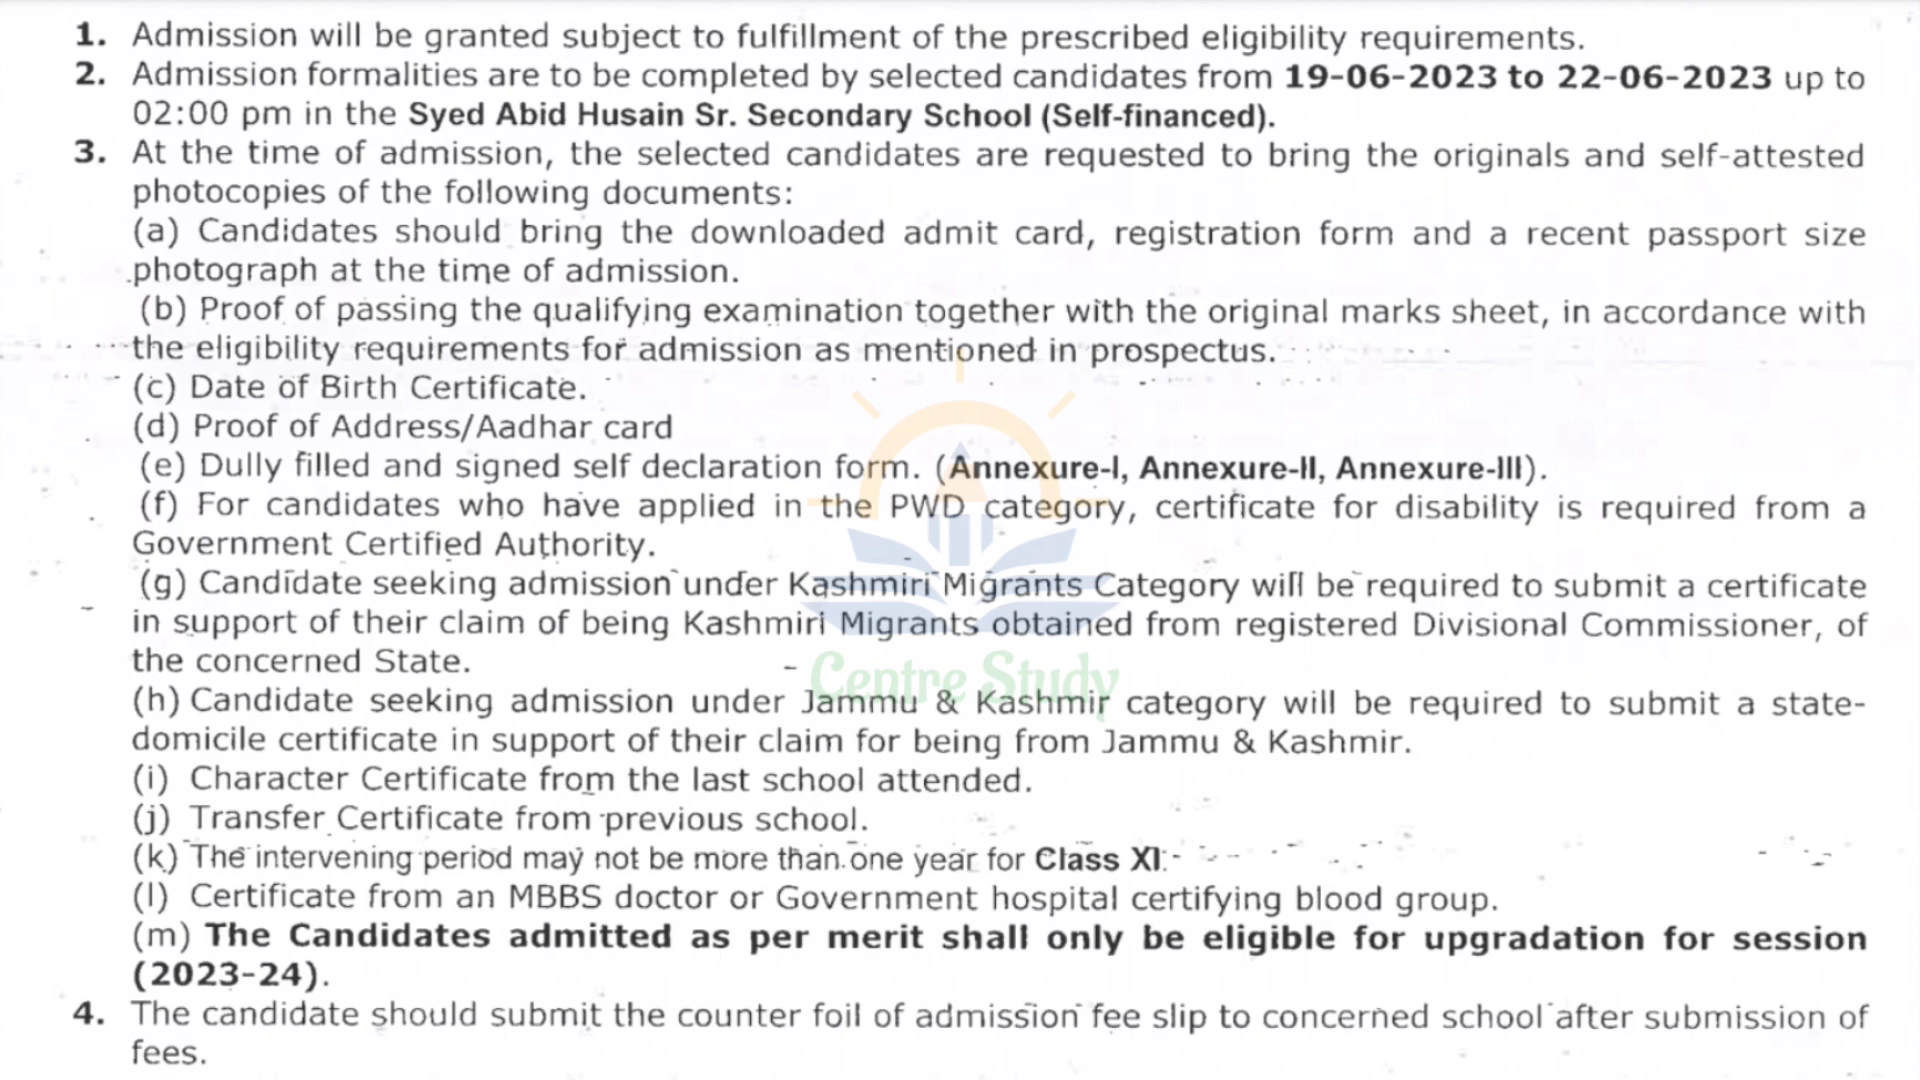 1. Admission will be granted subject to fulfillment of the prescribed eligibility requirements.
2. Admission formalities are to be completed by selected candidates from 19-06-2023 to 22-06-2023 up to
02:00 pm in the Syed Abid Husain Sr. Secondary School (Self-financed).
3. At the time of admission, the selected candidates are requested to bring the originals and self-attested
photocopies of the following documents:
(a) Candidates should bring the downloaded admit card, registration form and a recent passport size
photograph at the time of admission.
(b) Proof of passing the qualifying examination together with the original marks sheet, in accordance with
the eligibility requirements for admission as mentioned in prospectus.
(c) Date of Birth Certificate.
(d) Proof of Address/Aadhar card
(e) Dully filled and signed self declaration form. (Annexure-I, Annexure-II, Annexure-III).
(f) For candidates who have applied in the PWD category, certificate for disability is required from a
Government Certified Authority.
(g) Candidate seeking admission under Kashmiri Migrants Category will be required to submit a certificate
in support of their claim of being Kashmiri Migrants obtained from registered Divisional Commissioner, of
the concerned State.
Centre Study
(h) Candidate seeking admission under Jammu & Kashmir category will be required to submit a state-
domicile certificate in support of their claim for being from Jammu & Kashmir.
(i) Character Certificate from the last school attended.
(j) Transfer Certificate from previous school.
(k) The intervening period may not be more than one year for Class XI.
(l) Certificate from an MBBS doctor or Government hospital certifying blood group.
(m) The Candidates admitted as per merit shall only be eligible for upgradation for session
(2023-24).
4. The candidate should submit the counter foil of admission fee slip to concerned school after submission of
fees.